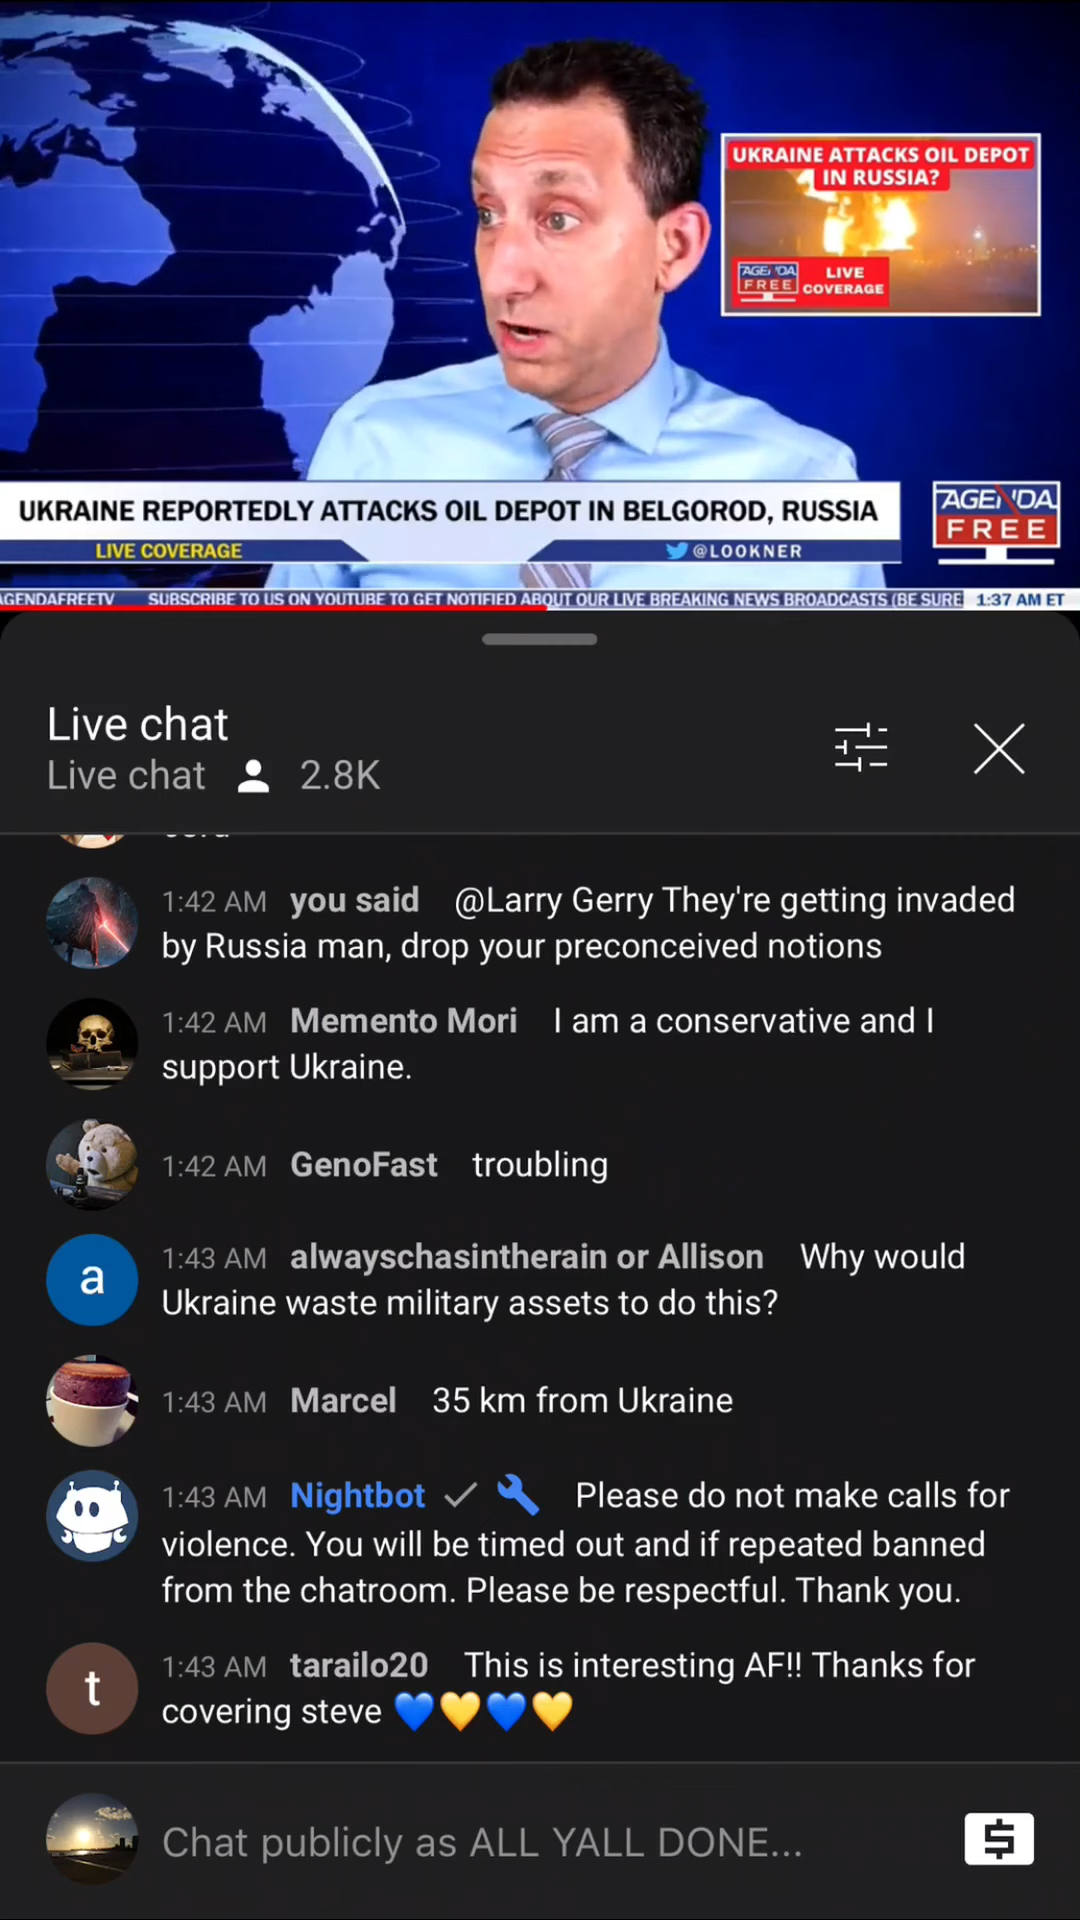 UKRAINE ATTACKS OIL DEPOT
IN RUSSIA?
AGENDA
FREE
LIVE
COVERAGE
UKRAINE REPORTEDLY ATTACKS OIL DEPOT IN BELGOROD, RUSSIA
LIVE COVERAGE
@LOOKNER
AGENDA
FREE
AGENDAFREETV SUBSCRIBE TO US ON YOUTUBE TO GET NOTIFIED ABOUT OUR LIVE BREAKING NEWS BROADCASTS (BE SURE 1:37 AM ET
Live chat
Live chat 2.8K
1:42 AM you said @Larry Gerry They're getting invaded
by Russia man, drop your preconceived notions
1:42 AM Memento Mori I am a conservative and I
support Ukraine.
1:42 AM GenoFast troubling
a
1:43 AM alwayschasintherain or Allison Why would
Ukraine waste military assets to do this?
1:43 AM Marcel 35 km from Ukraine
1:43 AM Nightbot Please do not make calls for
violence. You will be timed out and if repeated banned
from the chatroom. Please be respectful. Thank you.
t
1:43 AM tarailo20 This is interesting AF!! Thanks for
covering steve 💙💛💙💛
Chat publicly as ALL YALL DONE...
$